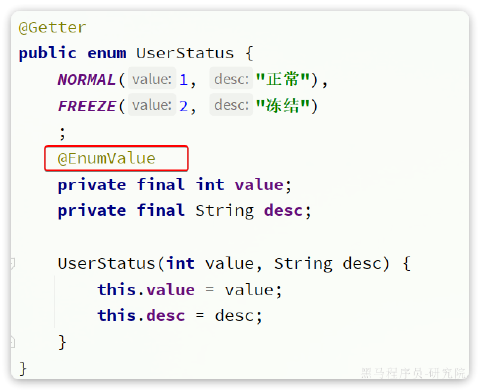 @Getter
public enum UserStatus {
    NORMAL( value: 1,  desc: "正常"),
    FREEZE( value: 2,  desc: "冻结")
    ;
    @EnumValue
    private final int value;
    private final String desc;
    UserStatus(int value, String desc) {
        this.value = value;
        this.desc = desc;
    }
}
黑马程序员-研究院